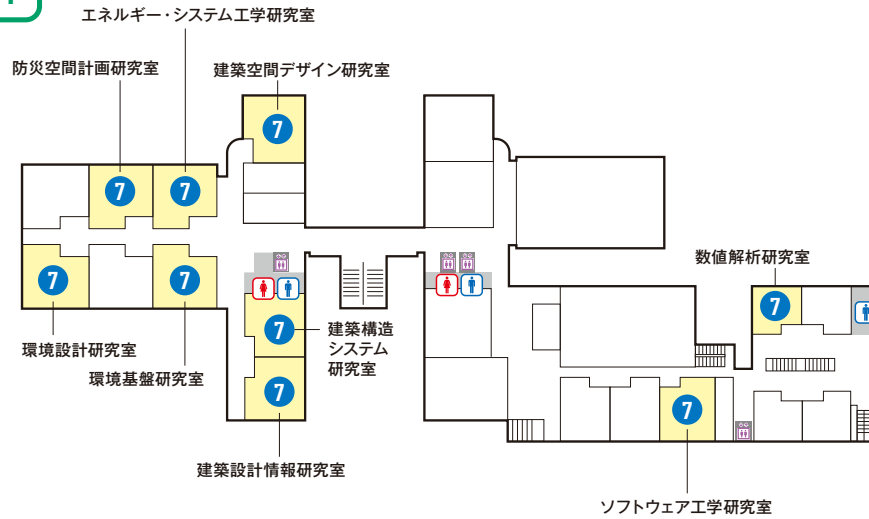 エネルギー・システム工学研究室
防災空間計画研究室
建築空間デザイン研究室
7
7
7
数値解析研究室
7
7
7
7
環境設計研究室
建築構造
システム
研究室
環境基盤研究室
7
7
建築設計情報研究室
ソフトウェア工学研究室